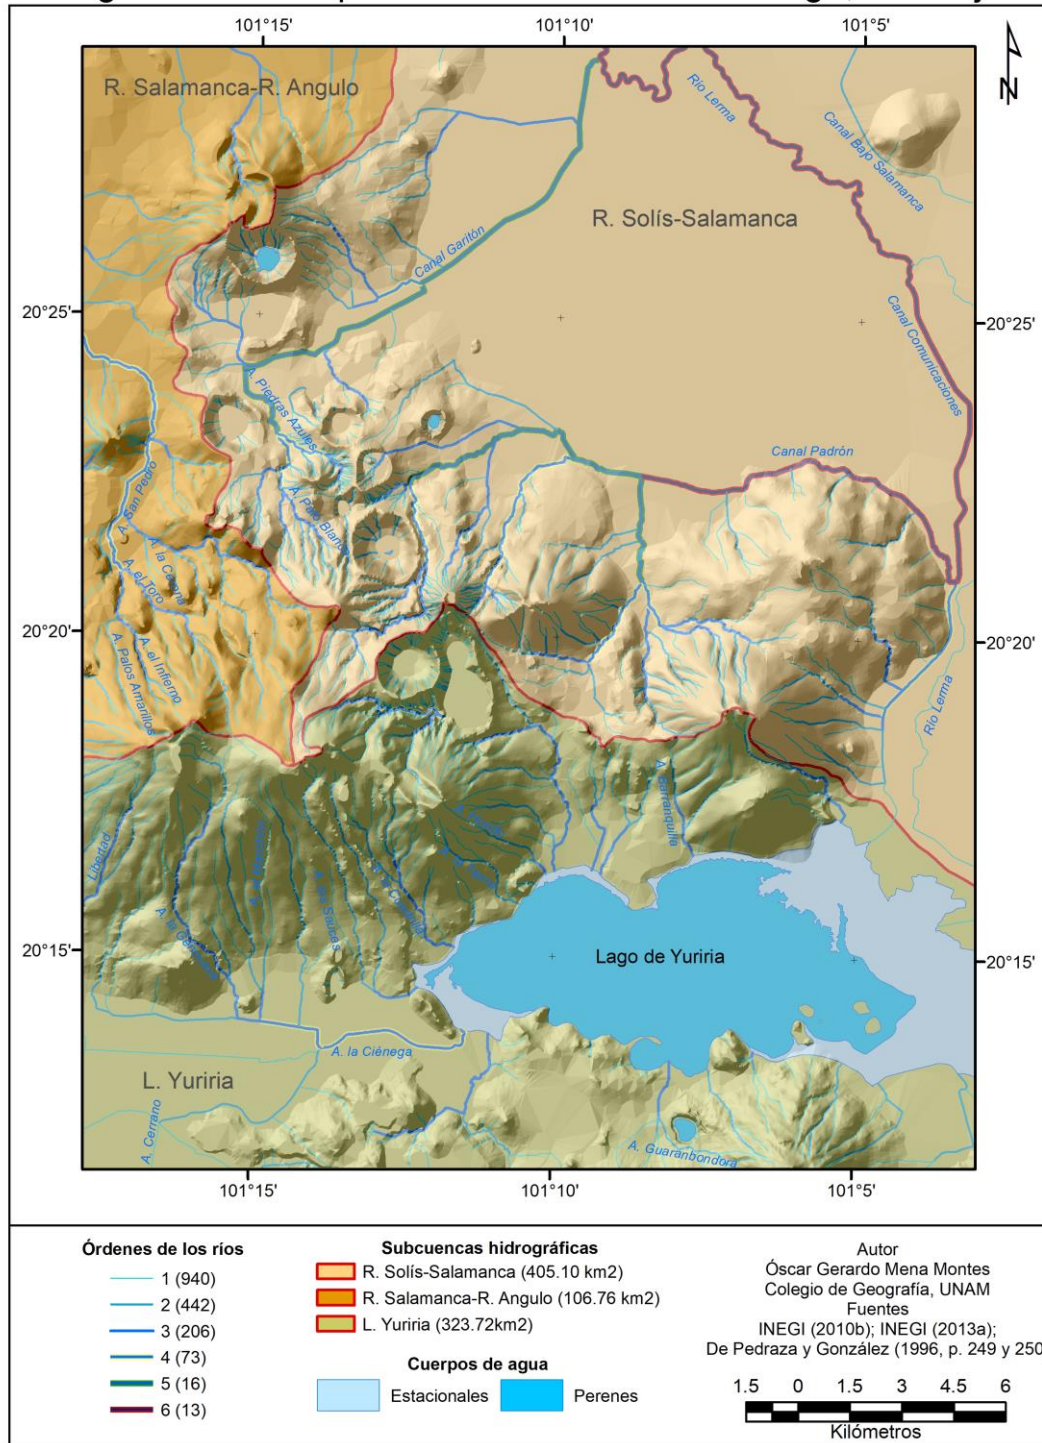 101°15' 101°10' 101°5'
N
R. Salamanca-R. Angulo
Río Lerma
Canal Bajo Salamanca
R. Solís-Salamanca
Canal Garitón
20°25' 20°25'
Canal Comunicaciones
A. Piedras Azules
Canal Padrón
A. San Pedro
A. Palo Blanco
A. el Toro
20°20' 20°20'
A. Palos Amarillos
A. el Infierno
Río Lerma
Libertad
A. Barranquilla
A. los Sauces
20°15' 20°15'
Lago de Yuriria
A. la Ciénega
L. Yuriria
A. Cerrano
A. Guaranbondora
101°15' 101°10' 101°5'
Órdenes de los ríos
1 (940)
2 (442)
3 (206)
4 (73)
5 (16)
6 (13)
Subcuencas hidrográficas
R. Solís-Salamanca (405.10 km2)
R. Salamanca-R. Angulo (106.76 km2)
L. Yuriria (323.72km2)
Cuerpos de agua
Estacionales Perenes
Autor
Óscar Gerardo Mena Montes
Colegio de Geografía, UNAM
Fuentes
INEGI (2010b); INEGI (2013a);
De Pedraza y González (1996, p. 249 y 250
1.5 0 1.5 3 4.5 6
Kilómetros